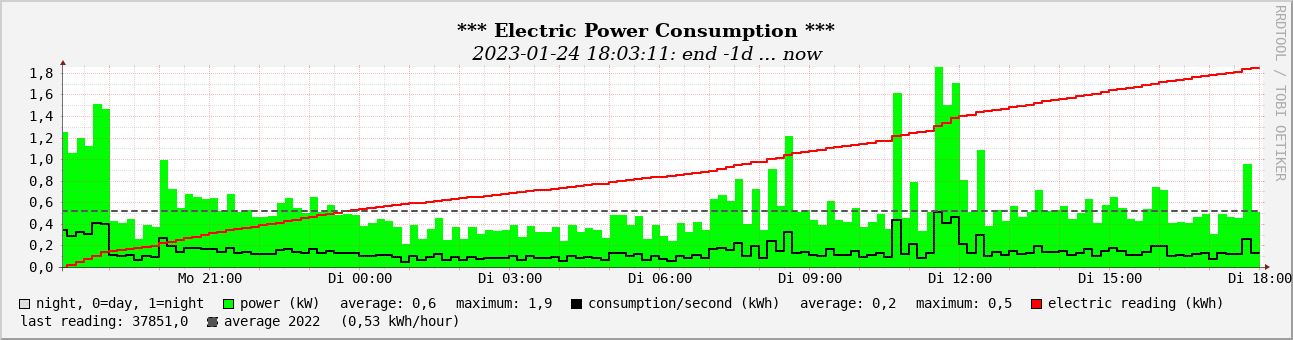 *** Electric Power Consumption ***
2023-01-24 18:03:11: end -1d ... now
RRDTOOL / TOBI OETIKER
1,8
1,6
1,4
1,2
1,0
0,8
0,6
0,4
0,2
0,0
Mo 21:00 Di 00:00 Di 03:00 Di 06:00 Di 09:00 Di 12:00 Di 15:00 Di 18:00
night, 0=day, 1=night power (kW) average: 0,6 maximum: 1,9 consumption/second (kWh) average: 0,2 maximum: 0,5 electric reading (kWh)
last reading: 37851,0 average 2022 (0,53 kWh/hour)